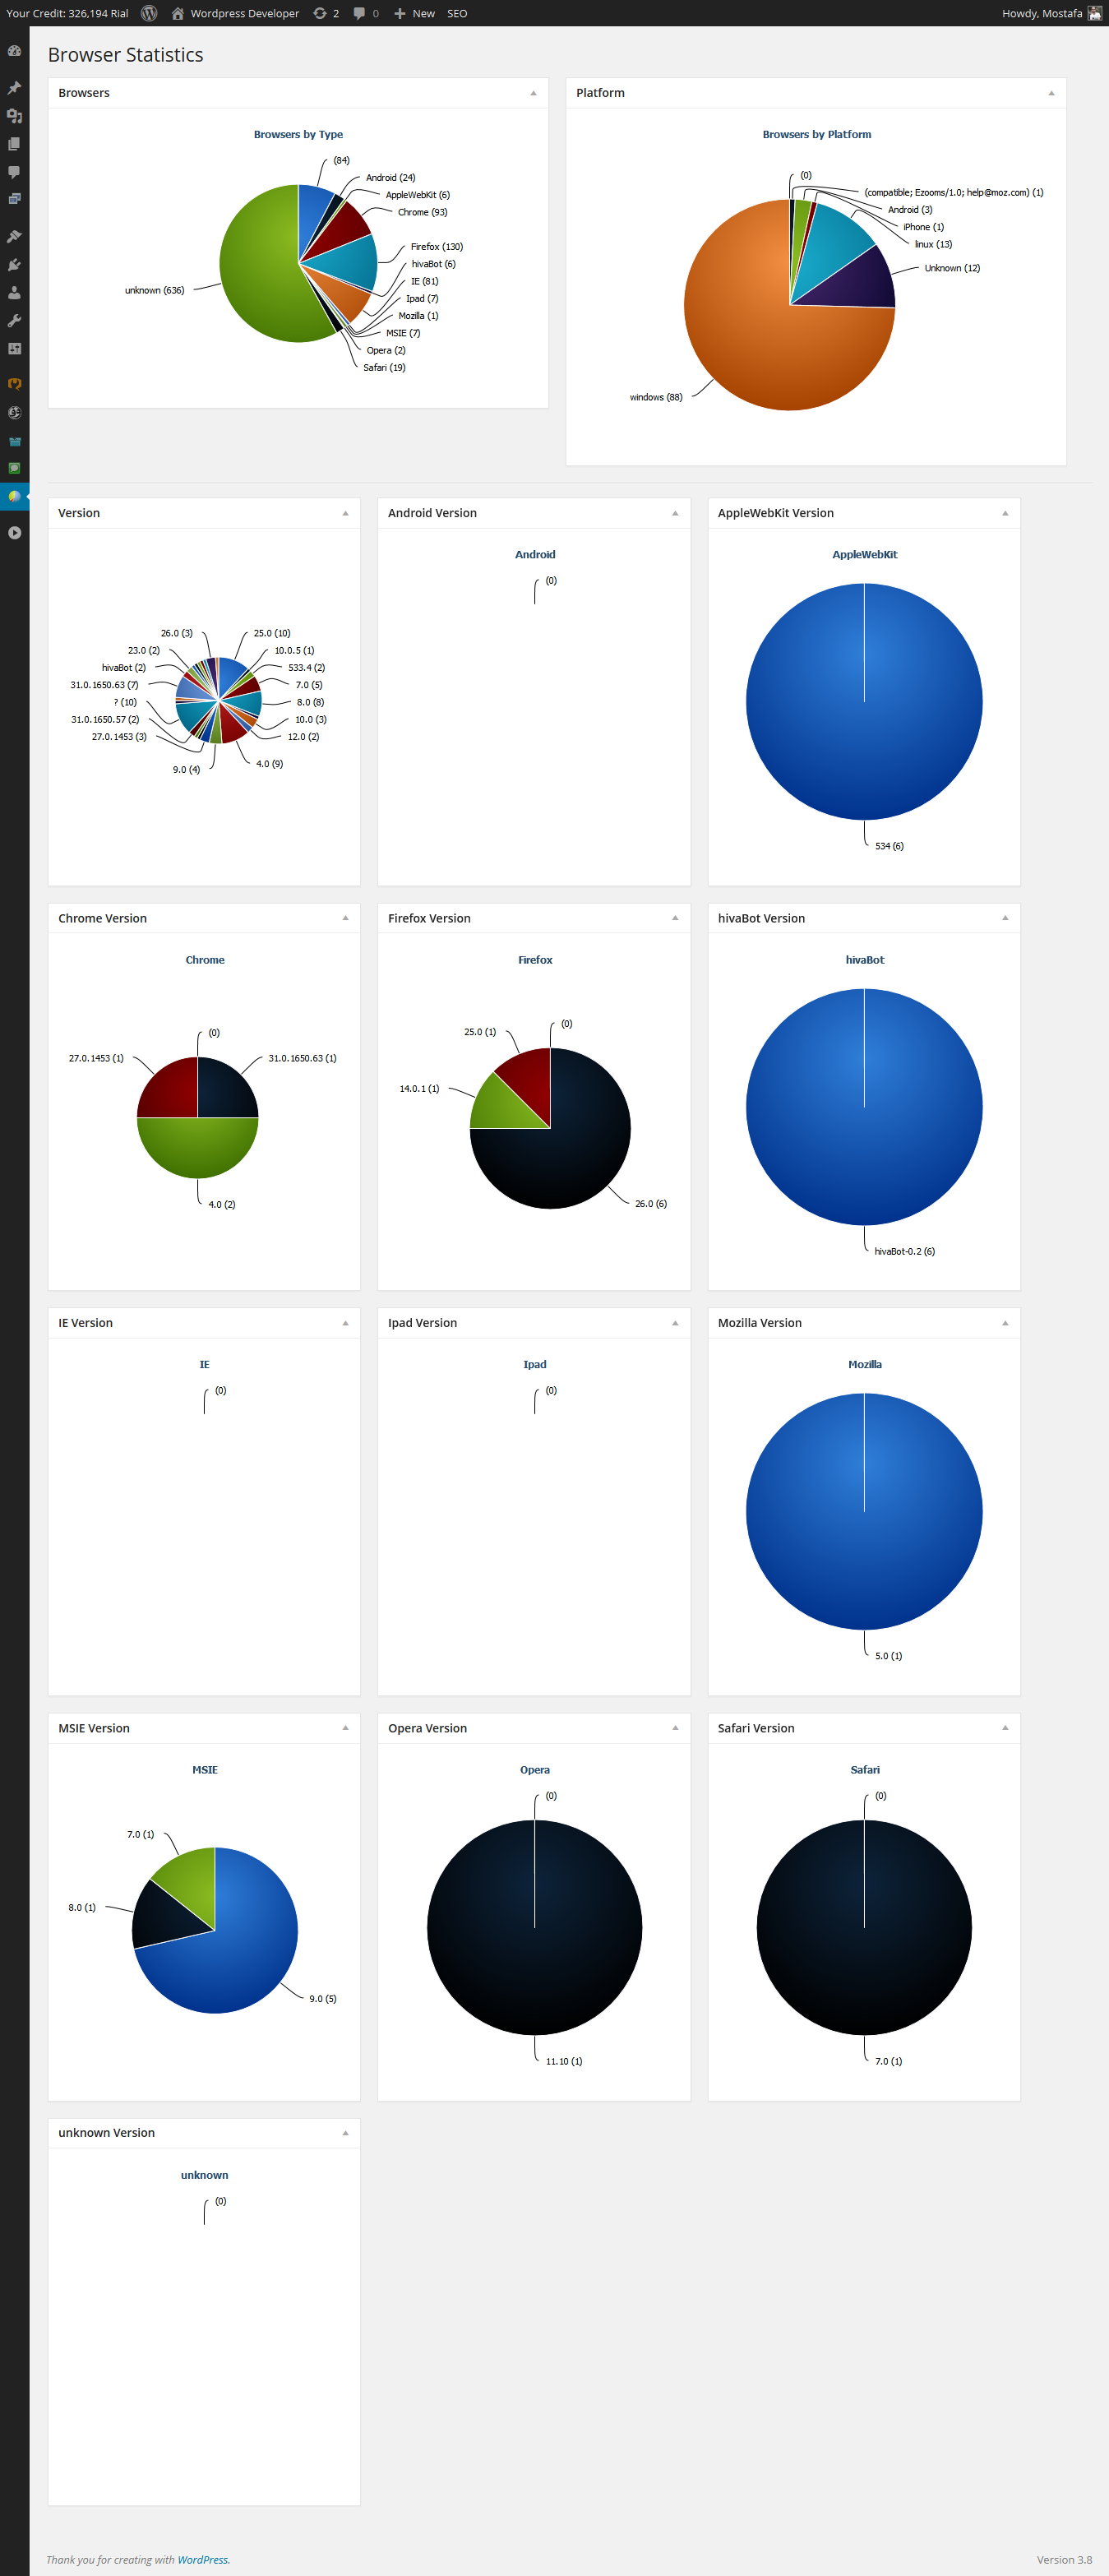 Your Credit: 326,194 Rial Wordpress Developer 2 0 New SEO Howdy, Mostafa
Browser Statistics
Browsers
Browsers by Type
(84)
Android (24)
AppleWebKit (6)
Chrome (93)
Firefox (130)
hivaBot (6)
IE (81)
unknown (636)
Ipad (7)
Mozilla (1)
MSIE (7)
Opera (2)
Safari (19)
Platform
Browsers by Platform
(0)
(compatible; Ezooms/1.0; help@moz.com) (1)
Android (3)
iPhone (1)
linux (13)
Unknown (12)
windows (88)
Version
26.0 (3) 25.0 (10)
23.0 (2) 10.0.5 (1)
hivaBot (2) 533.4 (2)
31.0.1650.63 (7) 7.0 (5)
? (10) 8.0 (8)
31.0.1650.57 (2) 10.0 (3)
27.0.1453 (3) 12.0 (2)
9.0 (4) 4.0 (9)
Android Version
Android
(0)
AppleWebKit Version
AppleWebKit
534 (6)
Chrome Version
Chrome
(0)
27.0.1453 (1) 31.0.1650.63 (1)
4.0 (2)
Firefox Version
Firefox
(0)
25.0 (1)
14.0.1 (1)
26.0 (6)
hivaBot Version
hivaBot
hivaBot-0.2 (6)
IE Version
IE
(0)
Ipad Version
Ipad
(0)
Mozilla Version
Mozilla
5.0 (1)
MSIE Version
MSIE
7.0 (1)
8.0 (1)
9.0 (5)
Opera Version
Opera
(0)
11.10 (1)
Safari Version
Safari
(0)
7.0 (1)
unknown Version
unknown
(0)
Thank you for creating with WordPress. Version 3.8